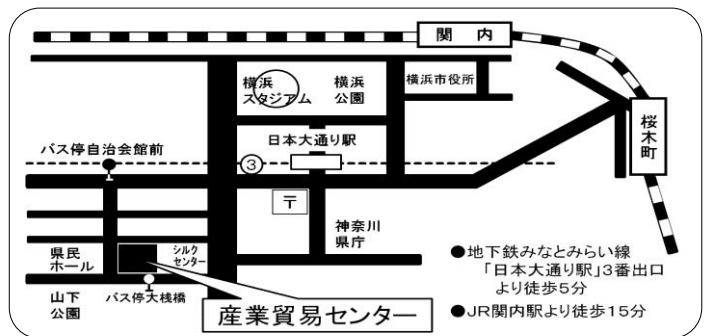 関 内
横浜
スタジアム
横浜
公園
横浜市役所
桜木町
日本大通り駅
バス停自治会館前
③
〒
神奈川
県庁
県民
ホール
シルク
センター
山下
公園
バス停大桟橋
産業貿易センター
●地下鉄みなとみらい線
「日本大通り駅」3番出口
より徒歩5分
●JR関内駅より徒歩15分